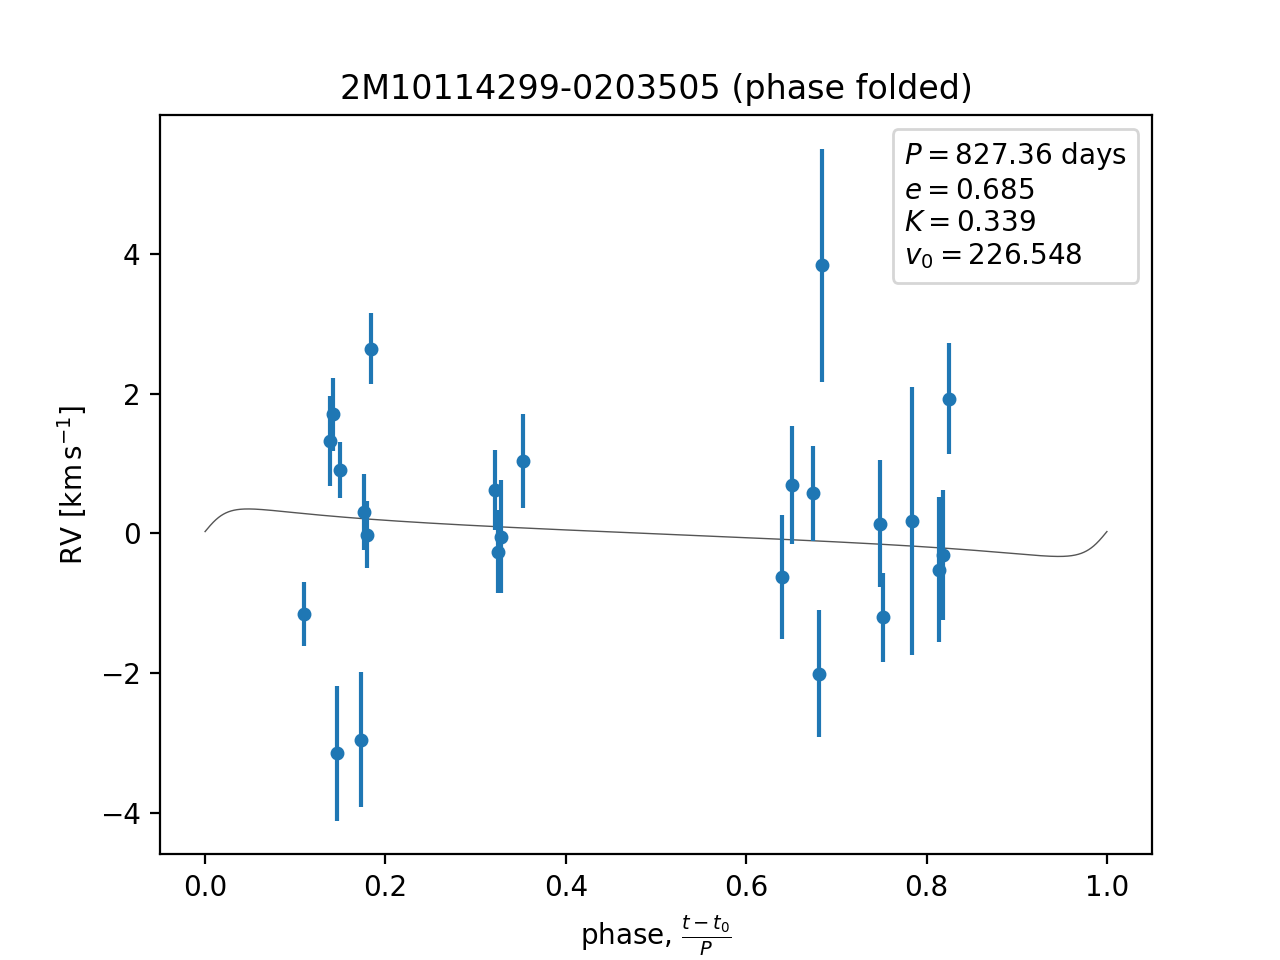 2M10114299-0203505 (phase folded)
P = 827.36 days
e = 0.685
K = 0.339
v₀ = 226.548
RV [km s⁻¹]
4
2
0
−2
−4
0.0 0.2 0.4 0.6 0.8 1.0
phase, (t − t₀)/P